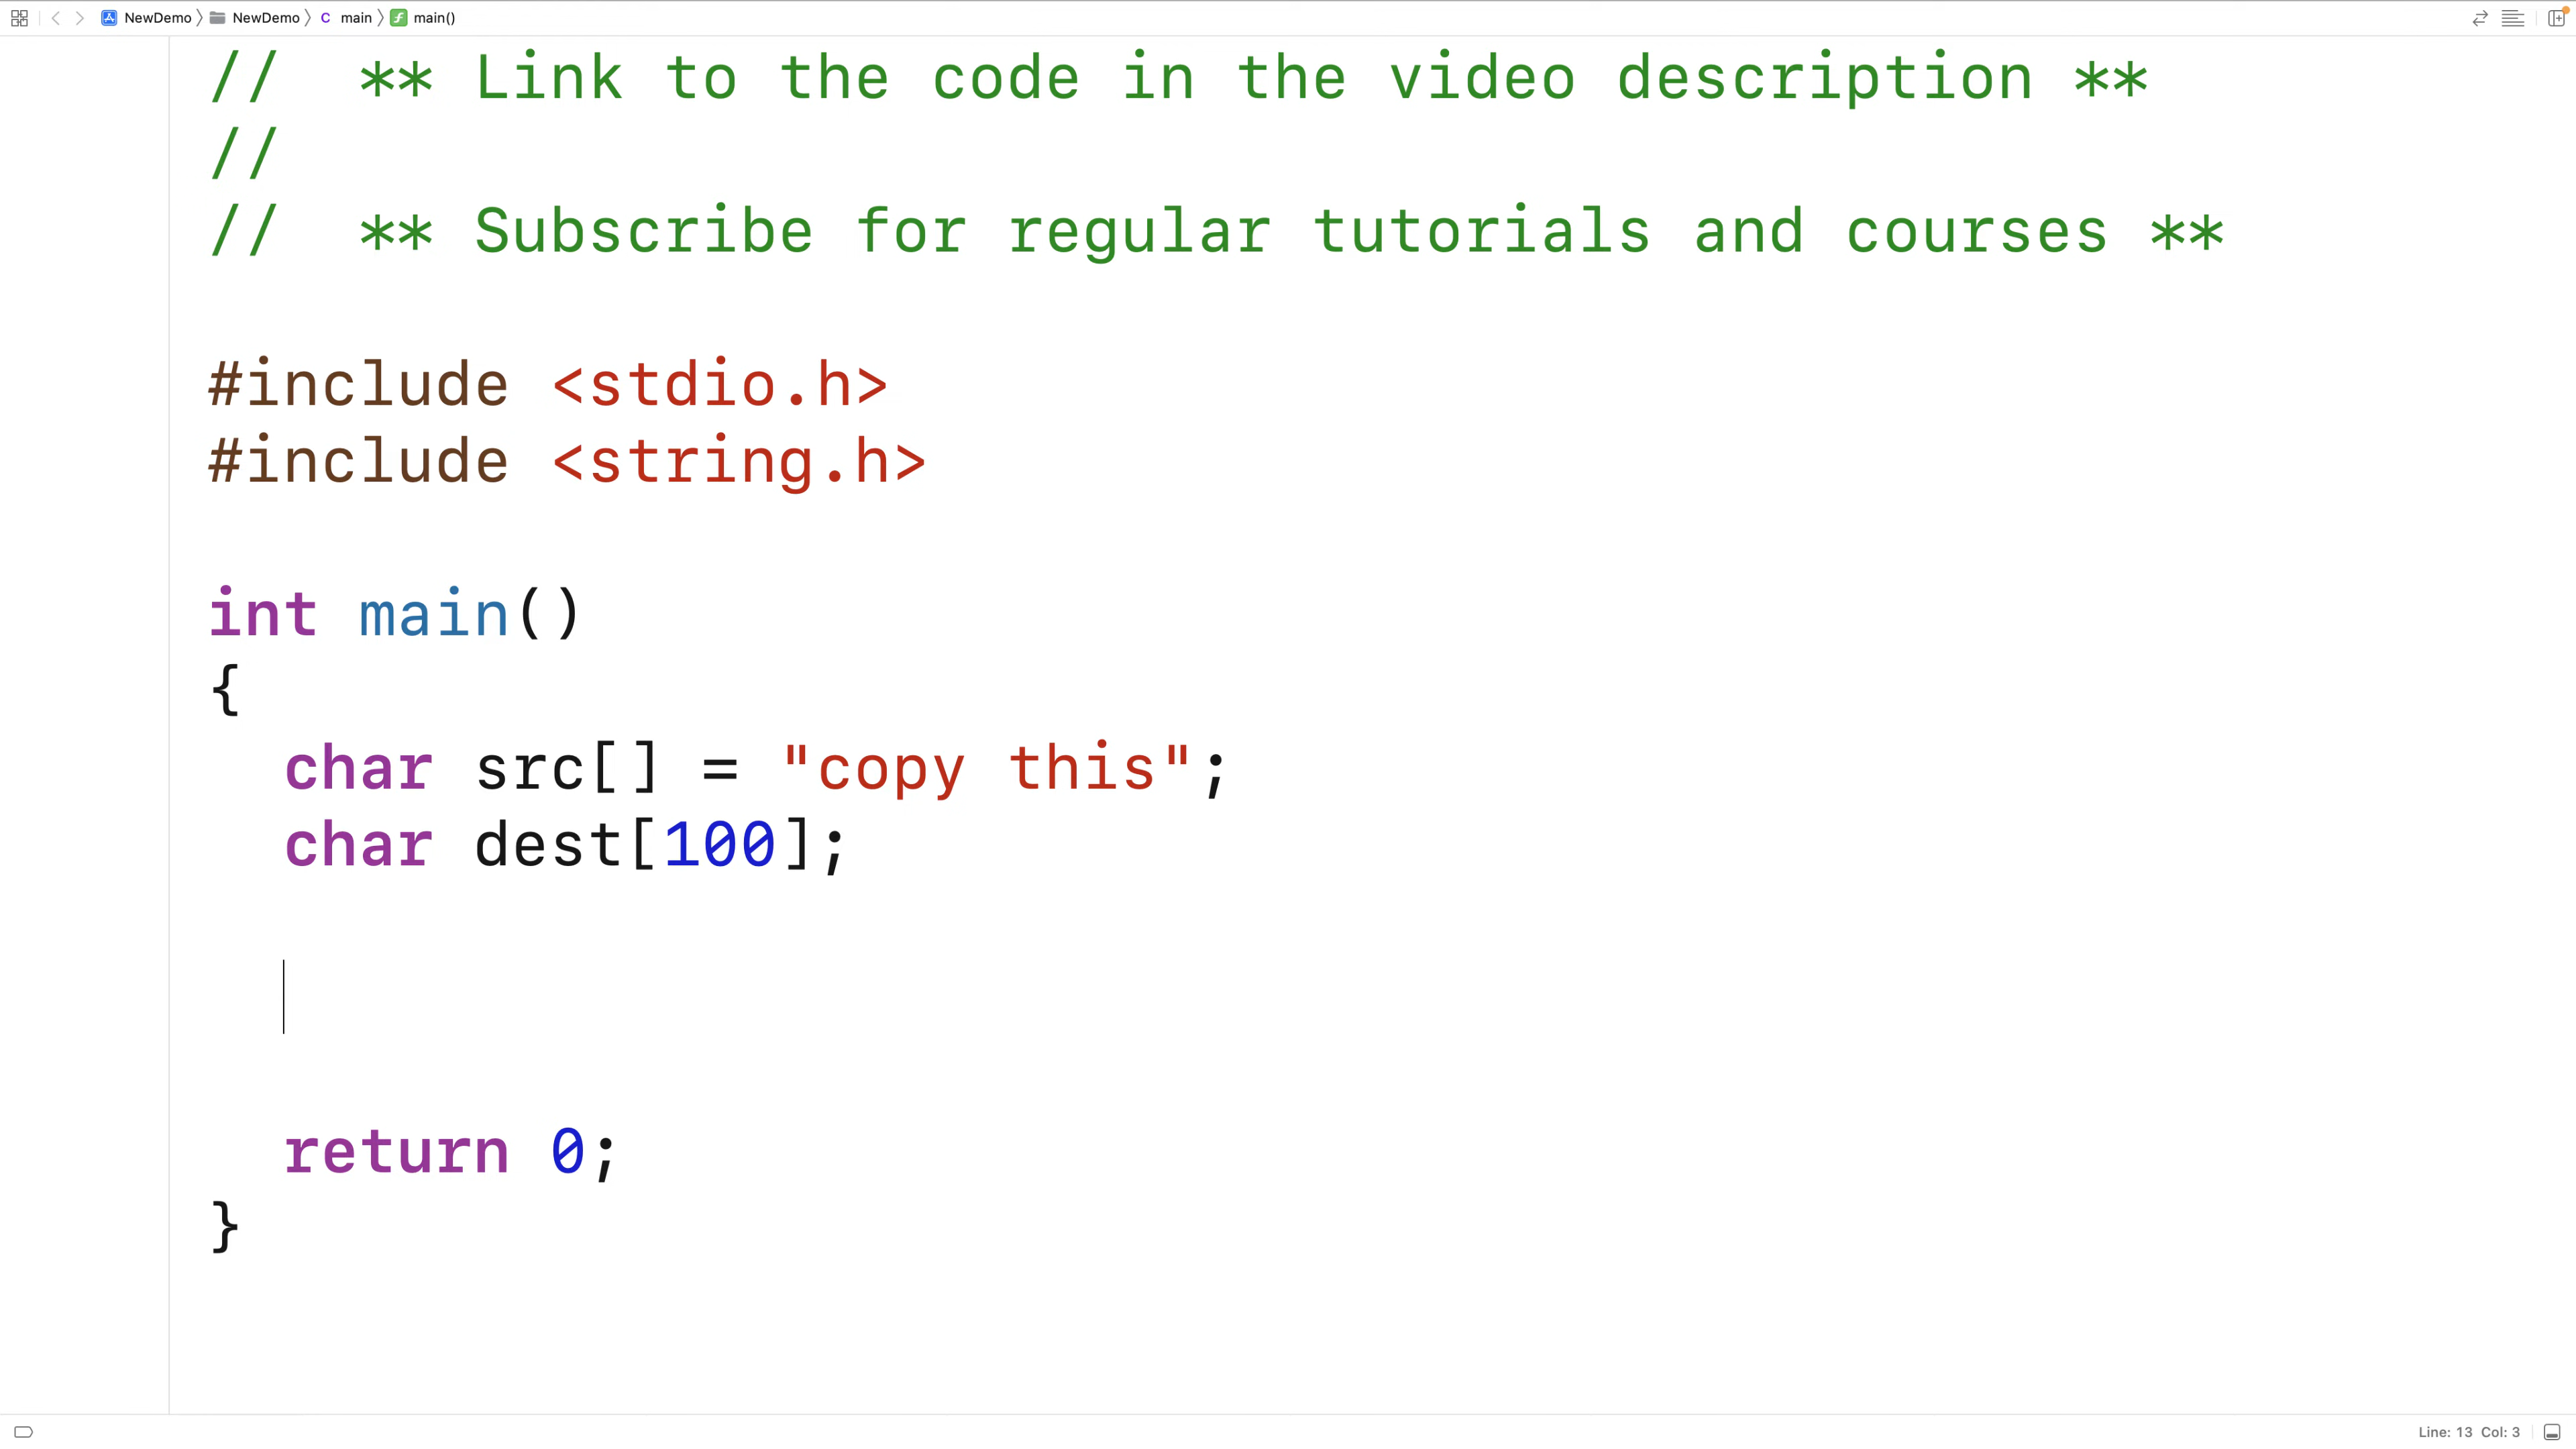 NewDemo NewDemo C main f main()
// ** Link to the code in the video description **
//
// ** Subscribe for regular tutorials and courses **
#include <stdio.h>
#include <string.h>
int main()
{
char src[] = "copy this";
char dest[100];
return 0;
}
Line: 13 Col: 3